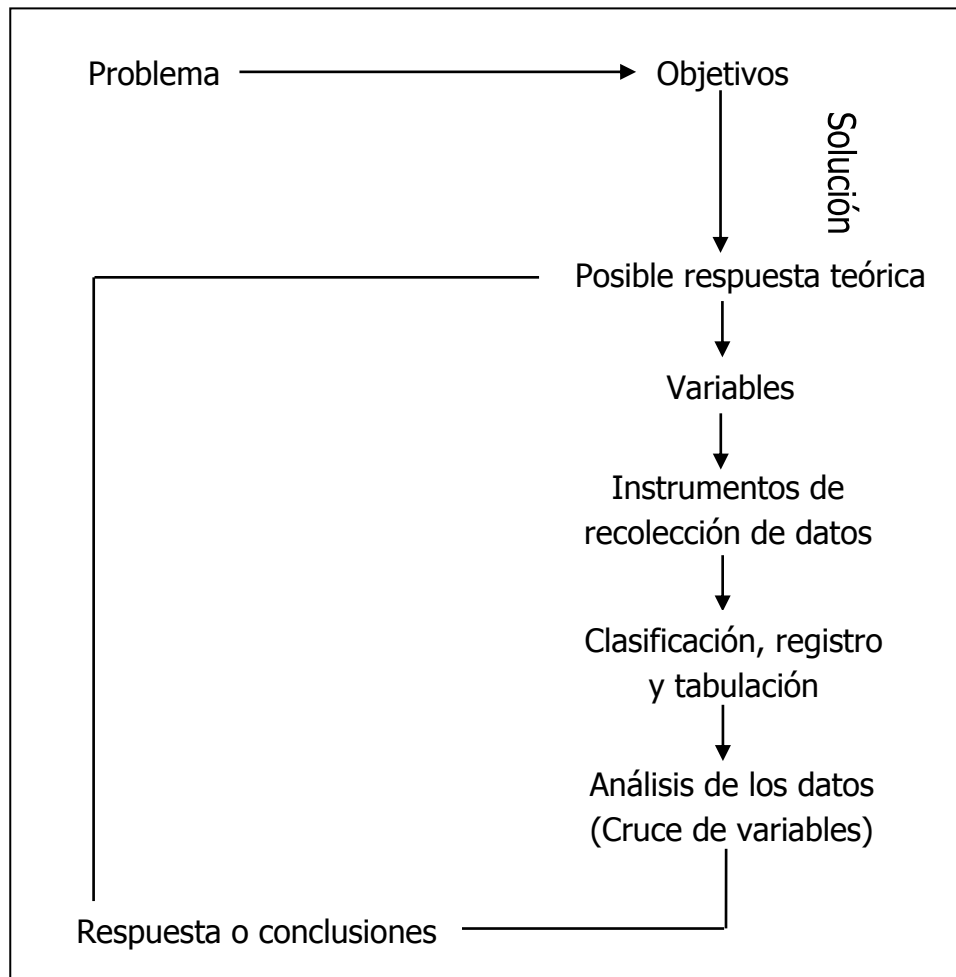 Problema
Objetivos
Solución
Posible respuesta teórica
Variables
Instrumentos de
recolección de datos
Clasificación, registro
y tabulación
Análisis de los datos
(Cruce de variables)
Respuesta o conclusiones